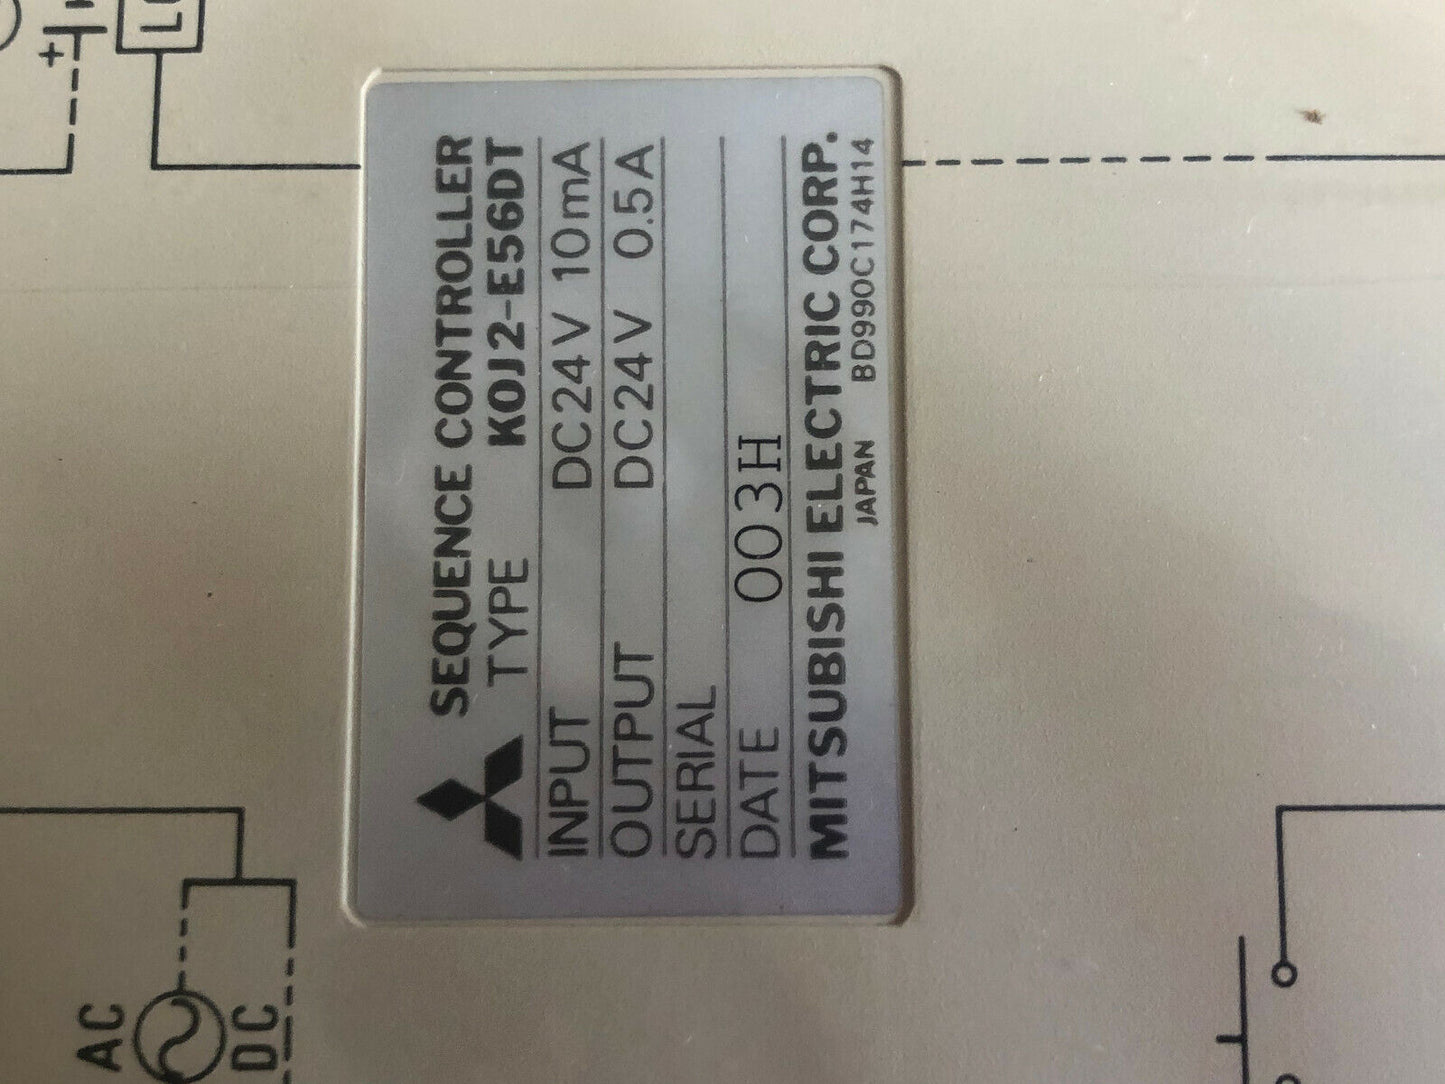 SEQUENCE CONTROLLER
TYPE K0J2-E56DT
INPUT DC24V 10mA
OUTPUT DC24V 0.5A
SERIAL
DATE 003H
MITSUBISHI ELECTRIC CORP.
JAPAN BD990C174H14
AC
DC
+